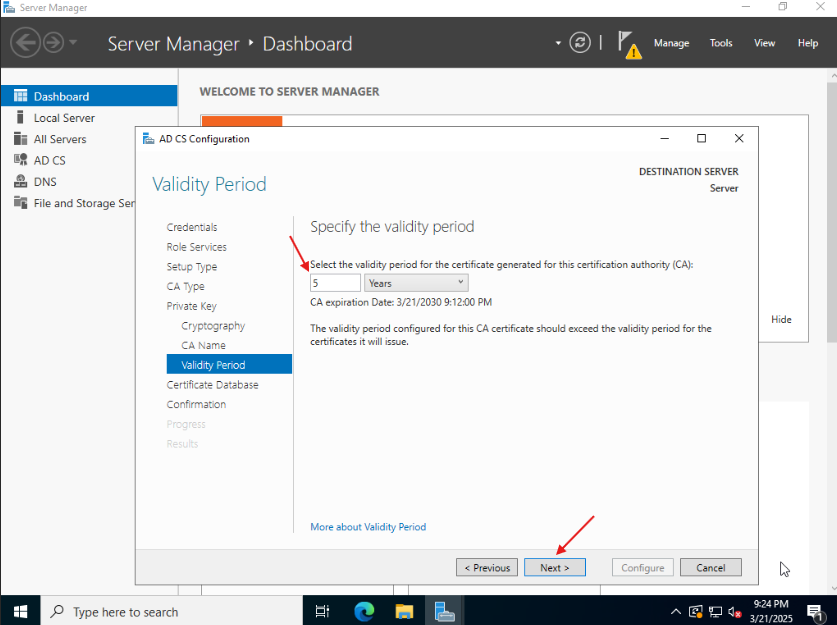 Server Manager
Server Manager • Dashboard
Manage Tools View Help
Dashboard
Local Server
All Servers
AD CS
DNS
File and Storage Ser
WELCOME TO SERVER MANAGER
Hide
AD CS Configuration
Validity Period
DESTINATION SERVER
Server
Credentials
Role Services
Setup Type
CA Type
Private Key
Cryptography
CA Name
Validity Period
Certificate Database
Confirmation
Progress
Results
Specify the validity period
Select the validity period for the certificate generated for this certification authority (CA):
5 Years
CA expiration Date: 3/21/2030 9:12:00 PM
The validity period configured for this CA certificate should exceed the validity period for the
certificates it will issue.
More about Validity Period
< Previous Next > Configure Cancel
Type here to search
9:24 PM
3/21/2025
1